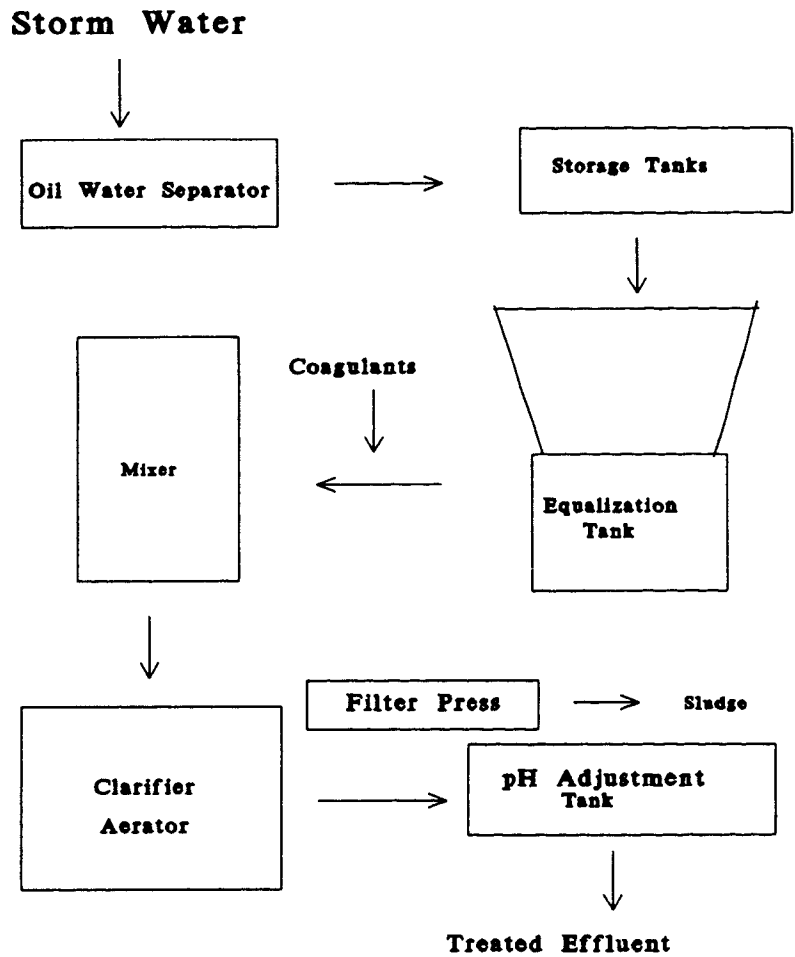 Storm Water
Oil Water Separator
Storage Tanks
Coagulants
Mixer
Equalization
Tank
Filter Press
Sludge
Clarifier
Aerator
pH Adjustment
Tank
Treated Effluent